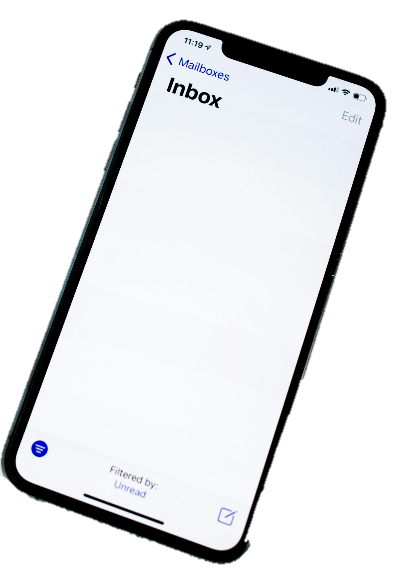 11:19
Mailboxes
Inbox
Edit
Filtered by:
Unread